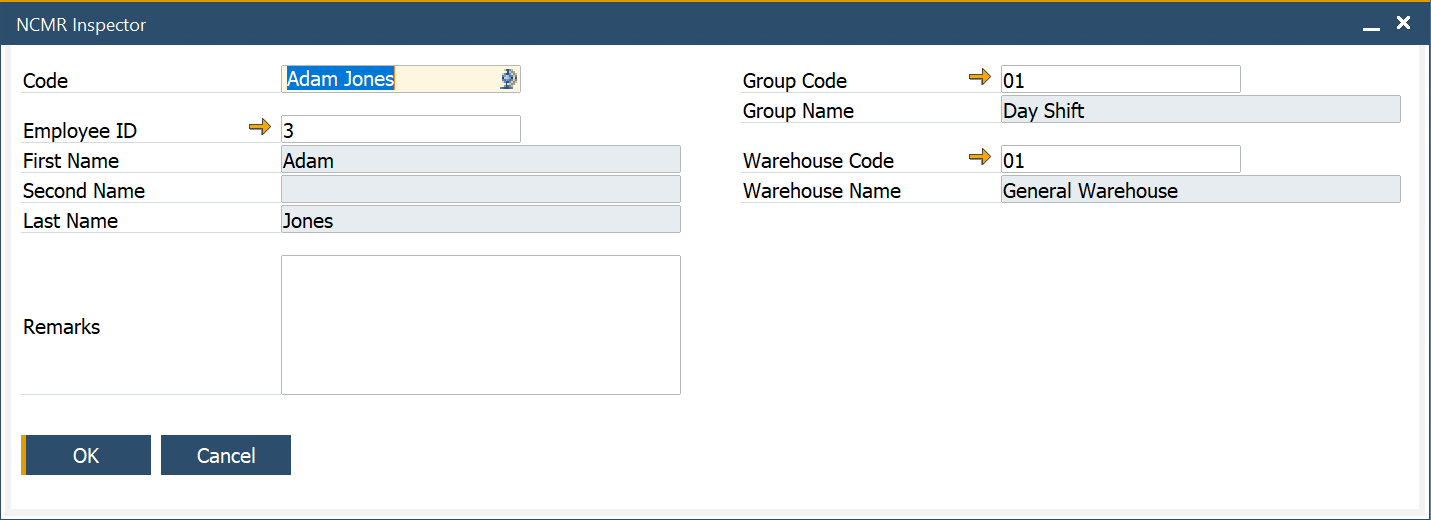 NCMR Inspector
Code Adam Jones
Employee ID 3
First Name Adam
Second Name
Last Name Jones
Remarks
Group Code 01
Group Name Day Shift
Warehouse Code 01
Warehouse Name General Warehouse
OK Cancel